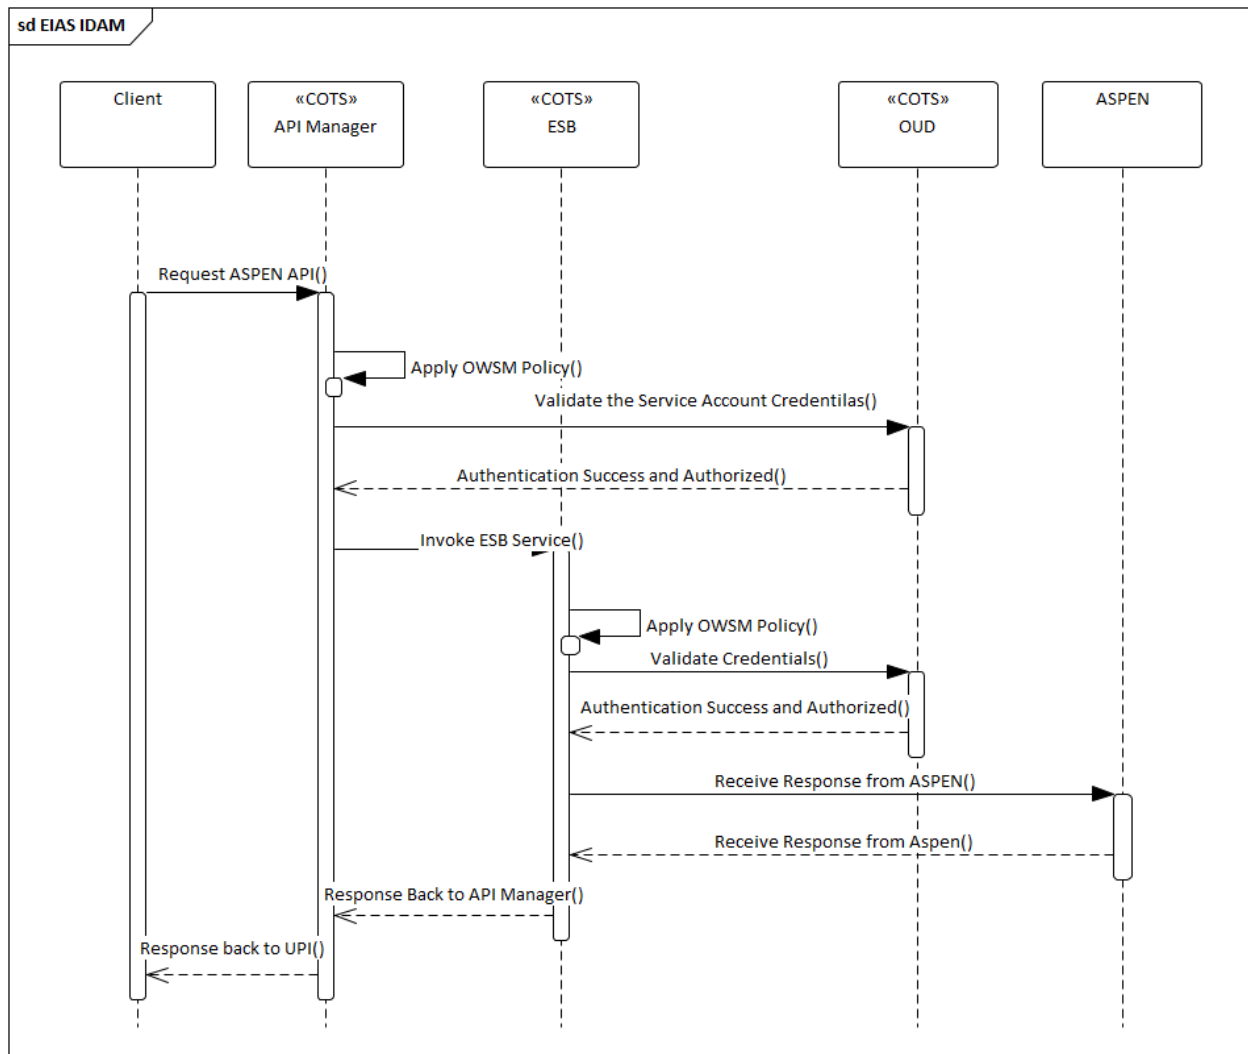 sd EIAS IDAM
Client
«COTS»
API Manager
«COTS»
ESB
«COTS»
OUD
ASPEN
Request ASPEN API()
Apply OWSM Policy()
Validate the Service Account Credentilas()
Authentication Success and Authorized()
Invoke ESB Service()
Apply OWSM Policy()
Validate Credentials()
Authentication Success and Authorized()
Receive Response from ASPEN()
Receive Response from Aspen()
Response Back to API Manager()
Response back to UPI()